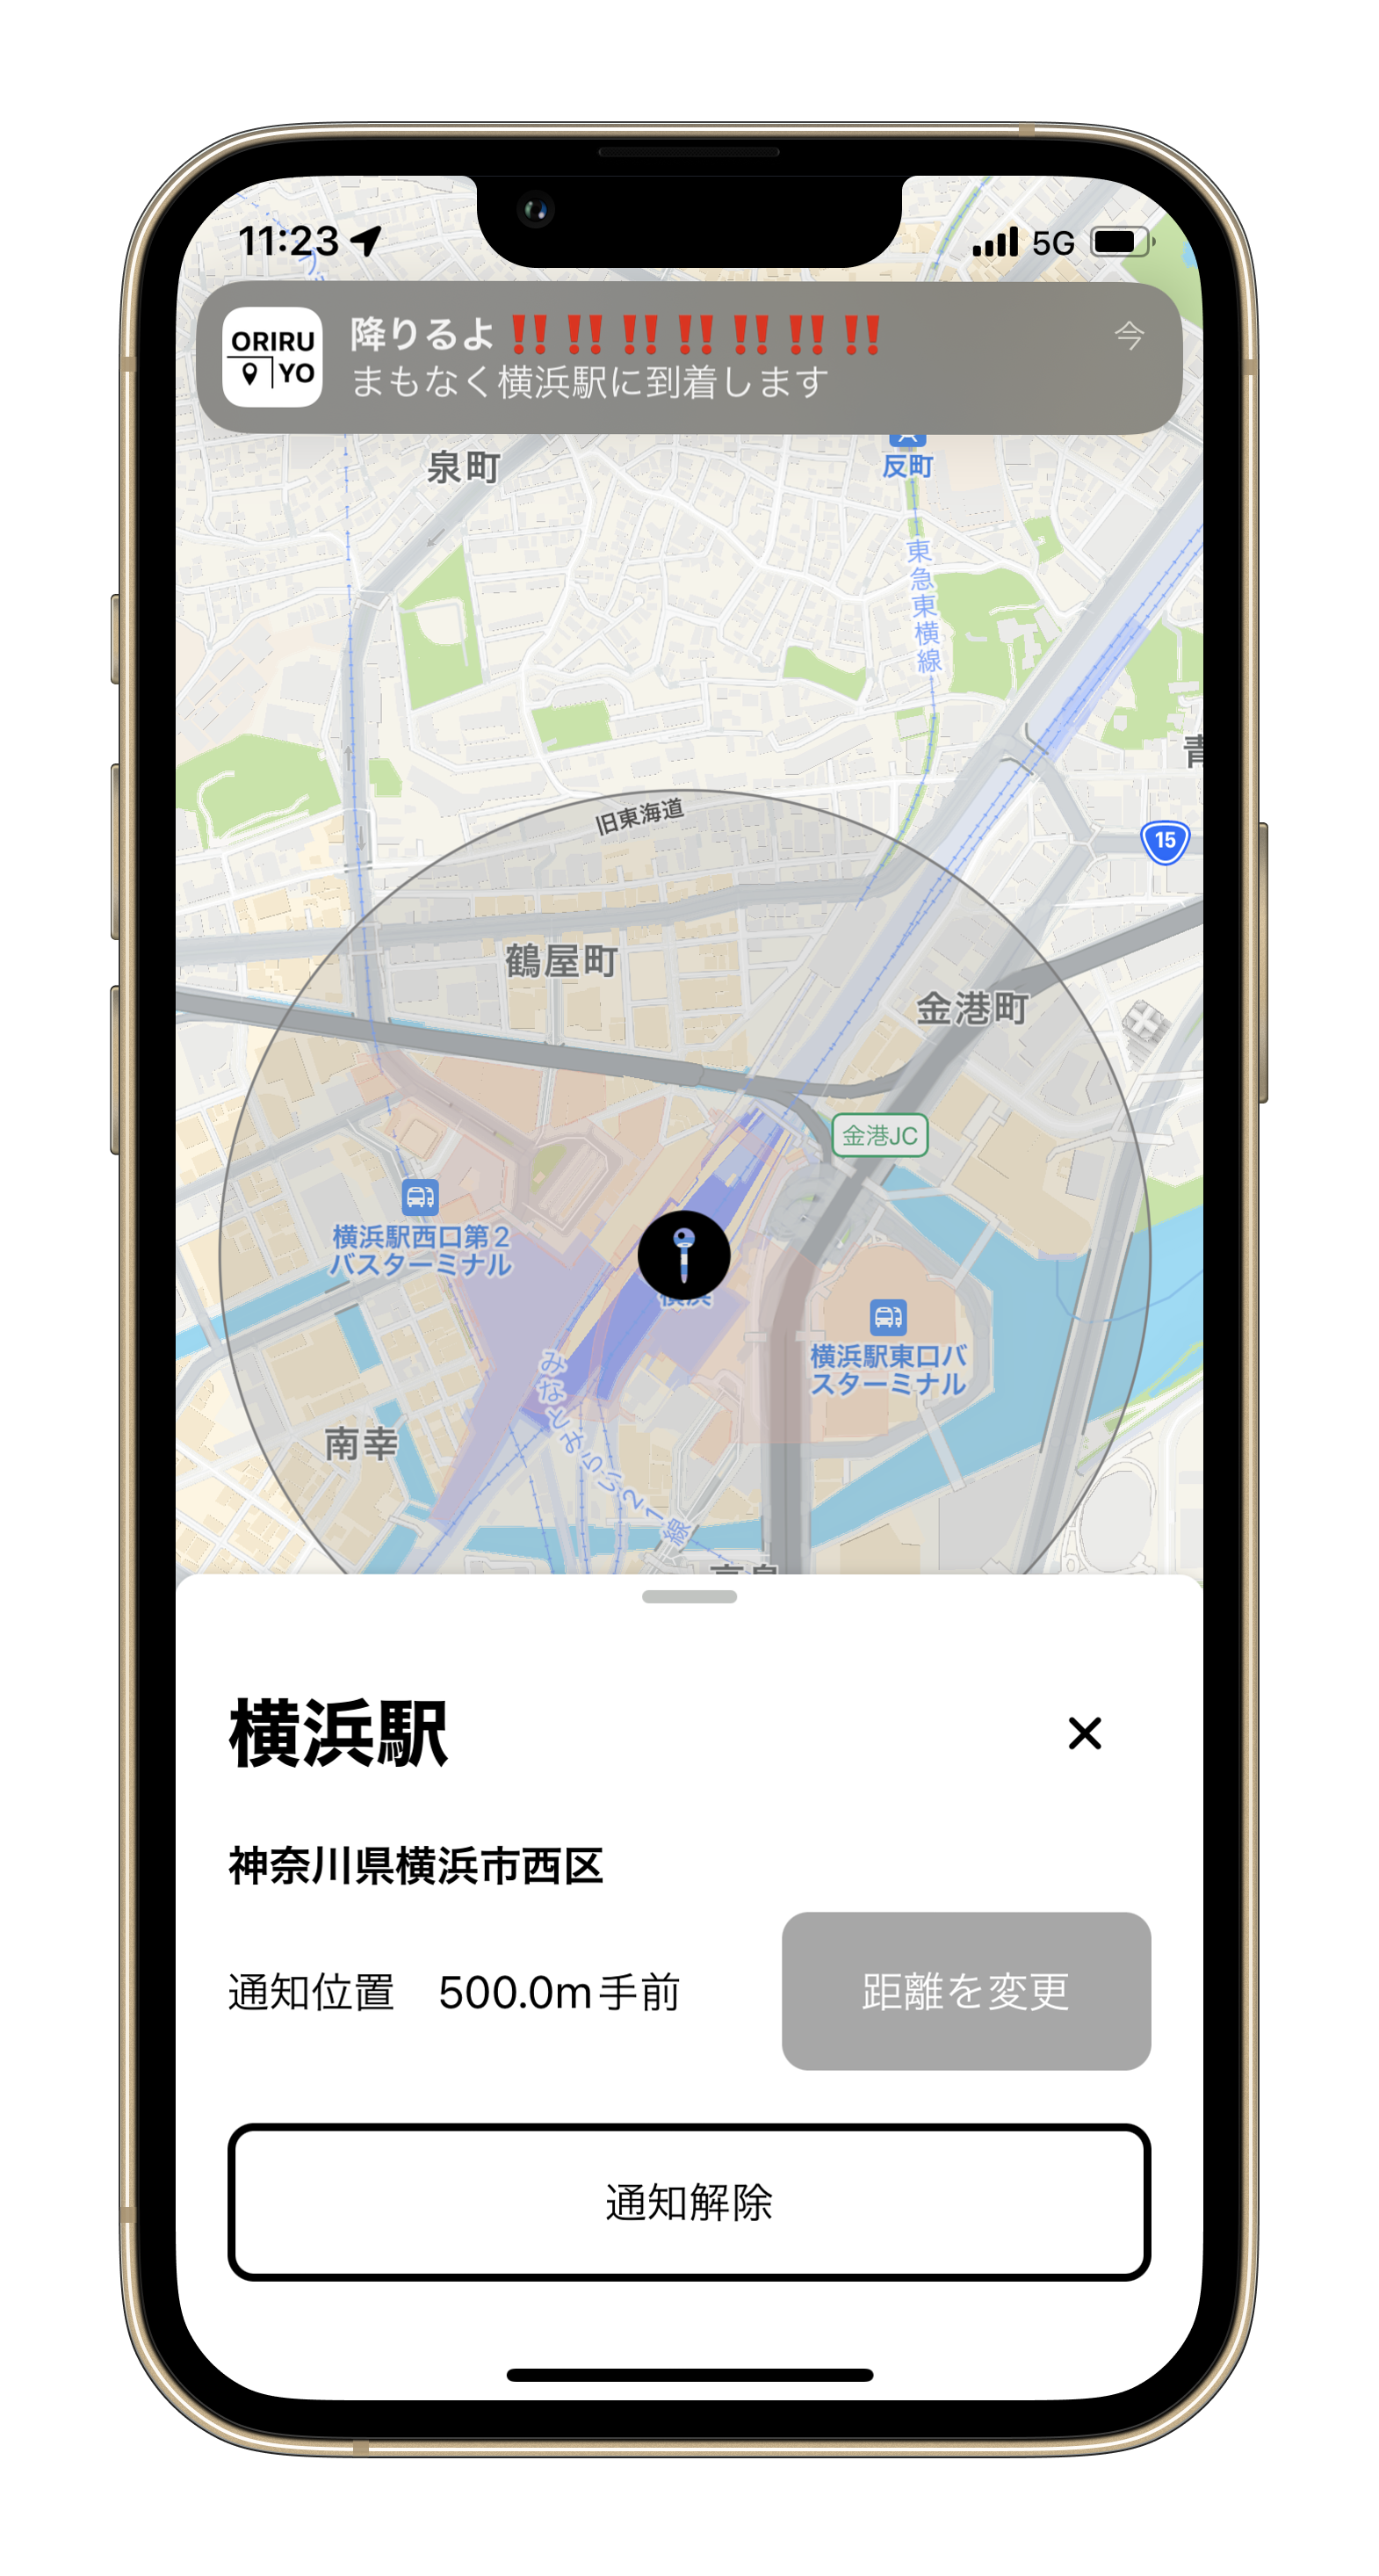 11:23
5G
ORIRU
YO
降りるよ‼️‼️‼️‼️‼️‼️‼️
今
まもなく横浜駅に到着します
泉町
反町
東急東横線
旧東海道
15
鶴屋町
金港町
金港JC
横浜駅西口第2
バスターミナル
横浜駅東口バ
スターミナル
みなとみらい21線
南幸
横浜駅
神奈川県横浜市西区
通知位置 500.0m手前
距離を変更
通知解除